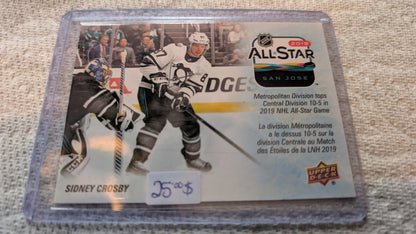 2019
NHL
ALL★STAR
SAN JOSE
EDGES
Metropolitan Division tops
Central Division 10-5 in
2019 NHL All-Star Game
La division Métropolitaine
a le dessus 10-5 sur la
division Centrale au Match
des Étoiles de la LNH 2019
SIDNEY CROSBY
25.00$
UPPER
DECK